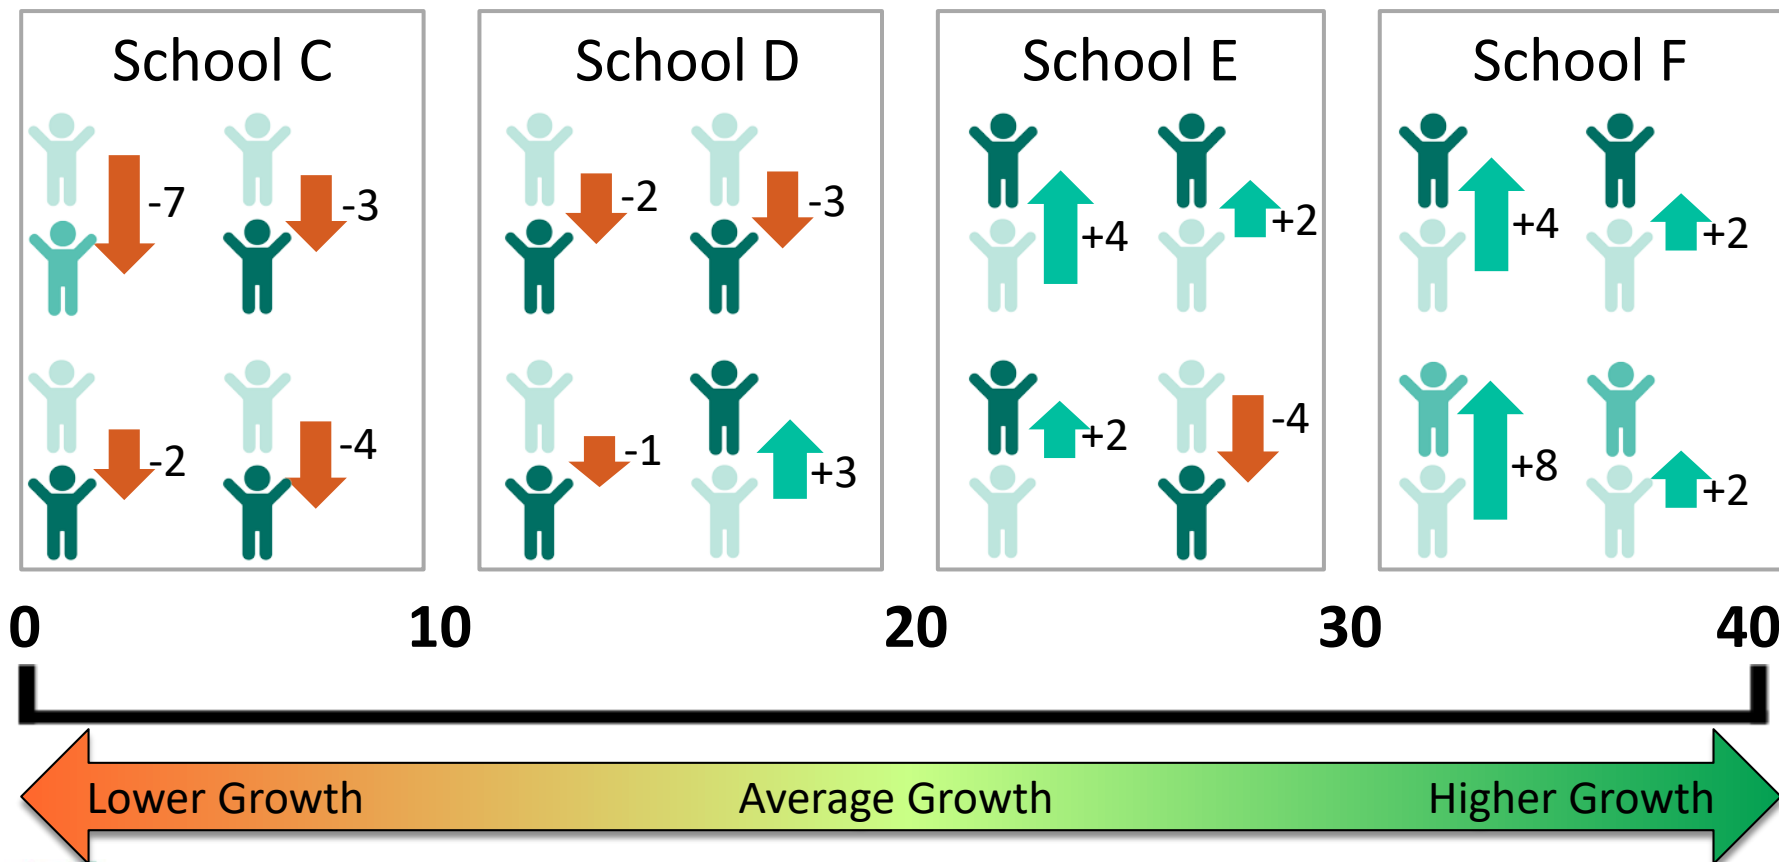 School C
-7
-3
-2
-4
School D
-2
-3
-1
+3
School E
+4
+2
+2
-4
School F
+4
+2
+8
+2
0 10 20 30 40
Lower Growth Average Growth Higher Growth